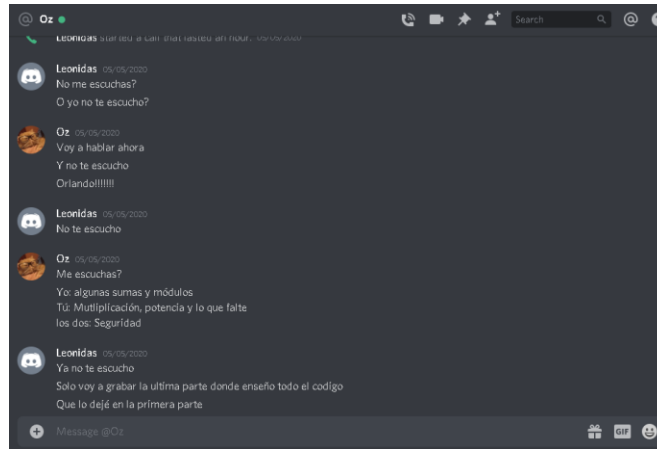 @ Oz
Search
Leonidas started a call that lasted an hour. 05/05/2020
Leonidas 05/05/2020
No me escuchas?
O yo no te escucho?
Oz 05/05/2020
Voy a hablar ahora
Y no te escucho
Orlando!!!!!!!
Leonidas 05/05/2020
No te escucho
Oz 05/05/2020
Me escuchas?
Yo: algunas sumas y módulos
Tú: Mutliplicación, potencia y lo que falte
los dos: Seguridad
Leonidas 05/05/2020
Ya no te escucho
Solo voy a grabar la ultima parte donde enseño todo el codigo
Que lo dejé en la primera parte
Message @Oz
GIF